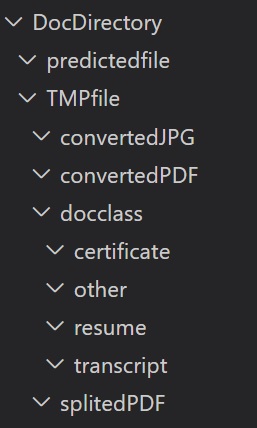 DocDirectory
predictedfile
TMPfile
convertedJPG
convertedPDF
docclass
certificate
other
resume
transcript
splitedPDF